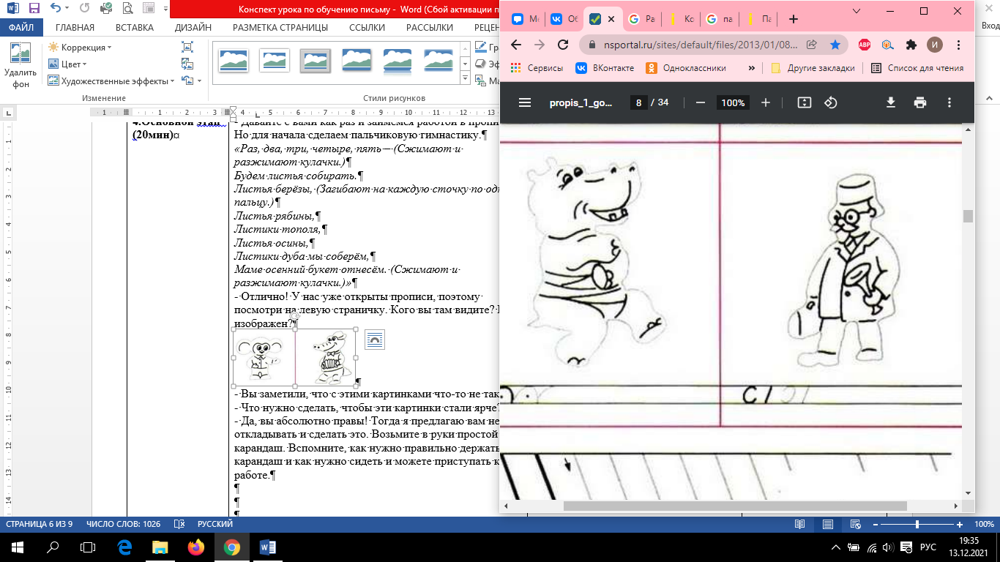 Конспект урока по обучению письму - Word (Сбой активации п
ФАЙЛ ГЛАВНАЯ ВСТАВКА ДИЗАЙН РАЗМЕТКА СТРАНИЦЫ ССЫЛКИ РАССЫЛКИ РЕЦЕН
Вход
Удалить фон
Коррекция
Цвет
Художественные эффекты
Изменение
Стили рисунков
4.Основной этап
(20мин)¤
- Давайте с вами как раз и займемся работой в пропи
Но для начала сделаем пальчиковую гимнастику.¶
«Раз, два, три, четыре, пять— (Сжимают и
разжимают кулачки.)¶
Будем листья собирать.¶
Листья берёзы, (Загибают на каждую сточку по од
пальцу.)¶
Листья рябины,¶
Листики тополя,¶
Листья осины,¶
Листики дуба мы соберём,¶
Маме осенний букет отнесём. (Сжимают и
разжимают кулачки.)»¶
- Отлично! У нас уже открыты прописи, поэтому
посмотри на левую страничку. Кого вы там видите?
изображен?¶
¶
- Вы заметили, что с этими картинками что-то не так
- Что нужно сделать, чтобы эти картинки стали ярче?
- Да, вы абсолютно правы! Тогда я предлагаю вам не
откладывать и сделать это. Возьмите в руки простой
карандаш. Вспомните, как нужно правильно держать
карандаш и как нужно сидеть и можете приступать к
работе.¶
¶
¶
¶
СТРАНИЦА 6 ИЗ 9 ЧИСЛО СЛОВ: 1026 РУССКИЙ
100%
Об Ра Ко па Па
nsportal.ru/sites/default/files/2013/01/08...
ABP
И
Сервисы ВКонтакте Одноклассники » Другие закладки Список для чтения
propis_1_go... 8 / 34 100%
РУС
19:35
13.12.2021